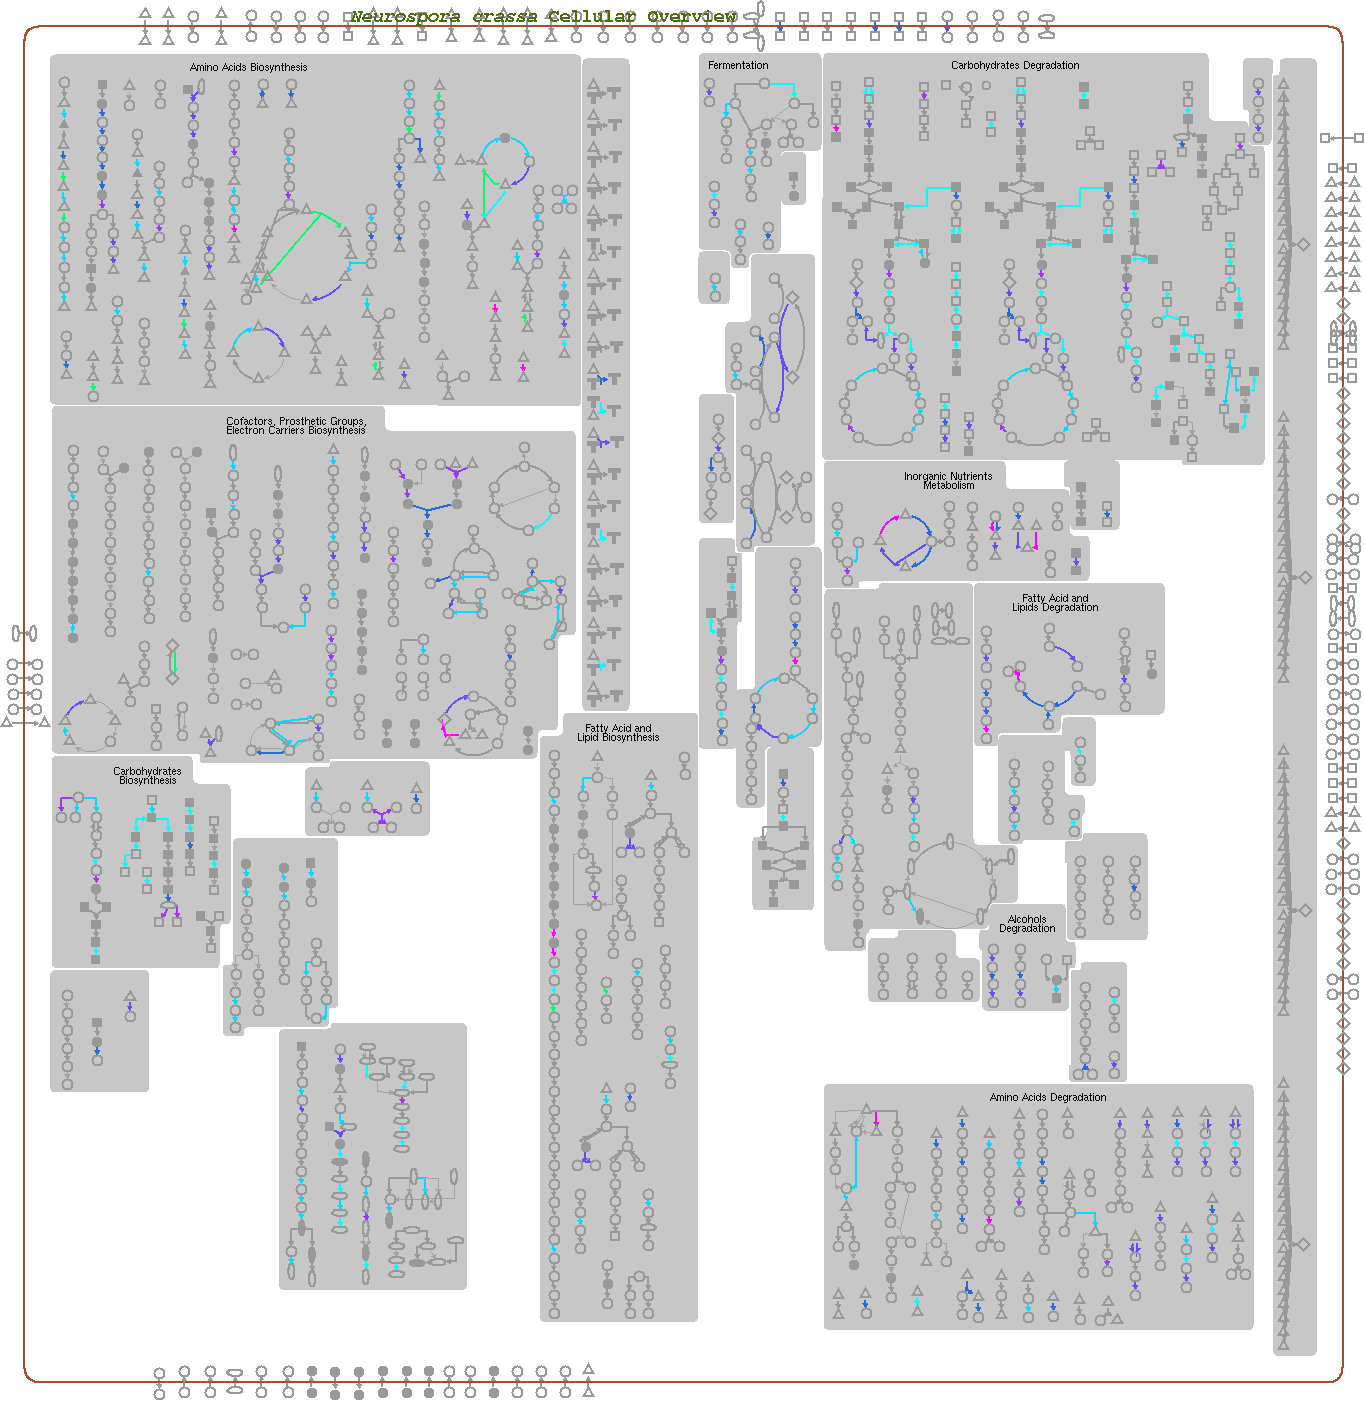 Neurospora crassa Cellular Overview
Amino Acids Biosynthesis
Fermentation
Carbohydrates Degradation
Cofactors, Prosthetic Groups,
Electron Carriers Biosynthesis
Inorganic Nutrients
Metabolism
Fatty Acid and
Lipids Degradation
Fatty Acid and
Lipid Biosynthesis
Carbohydrates
Biosynthesis
Alcohols
Degradation
Amino Acids Degradation